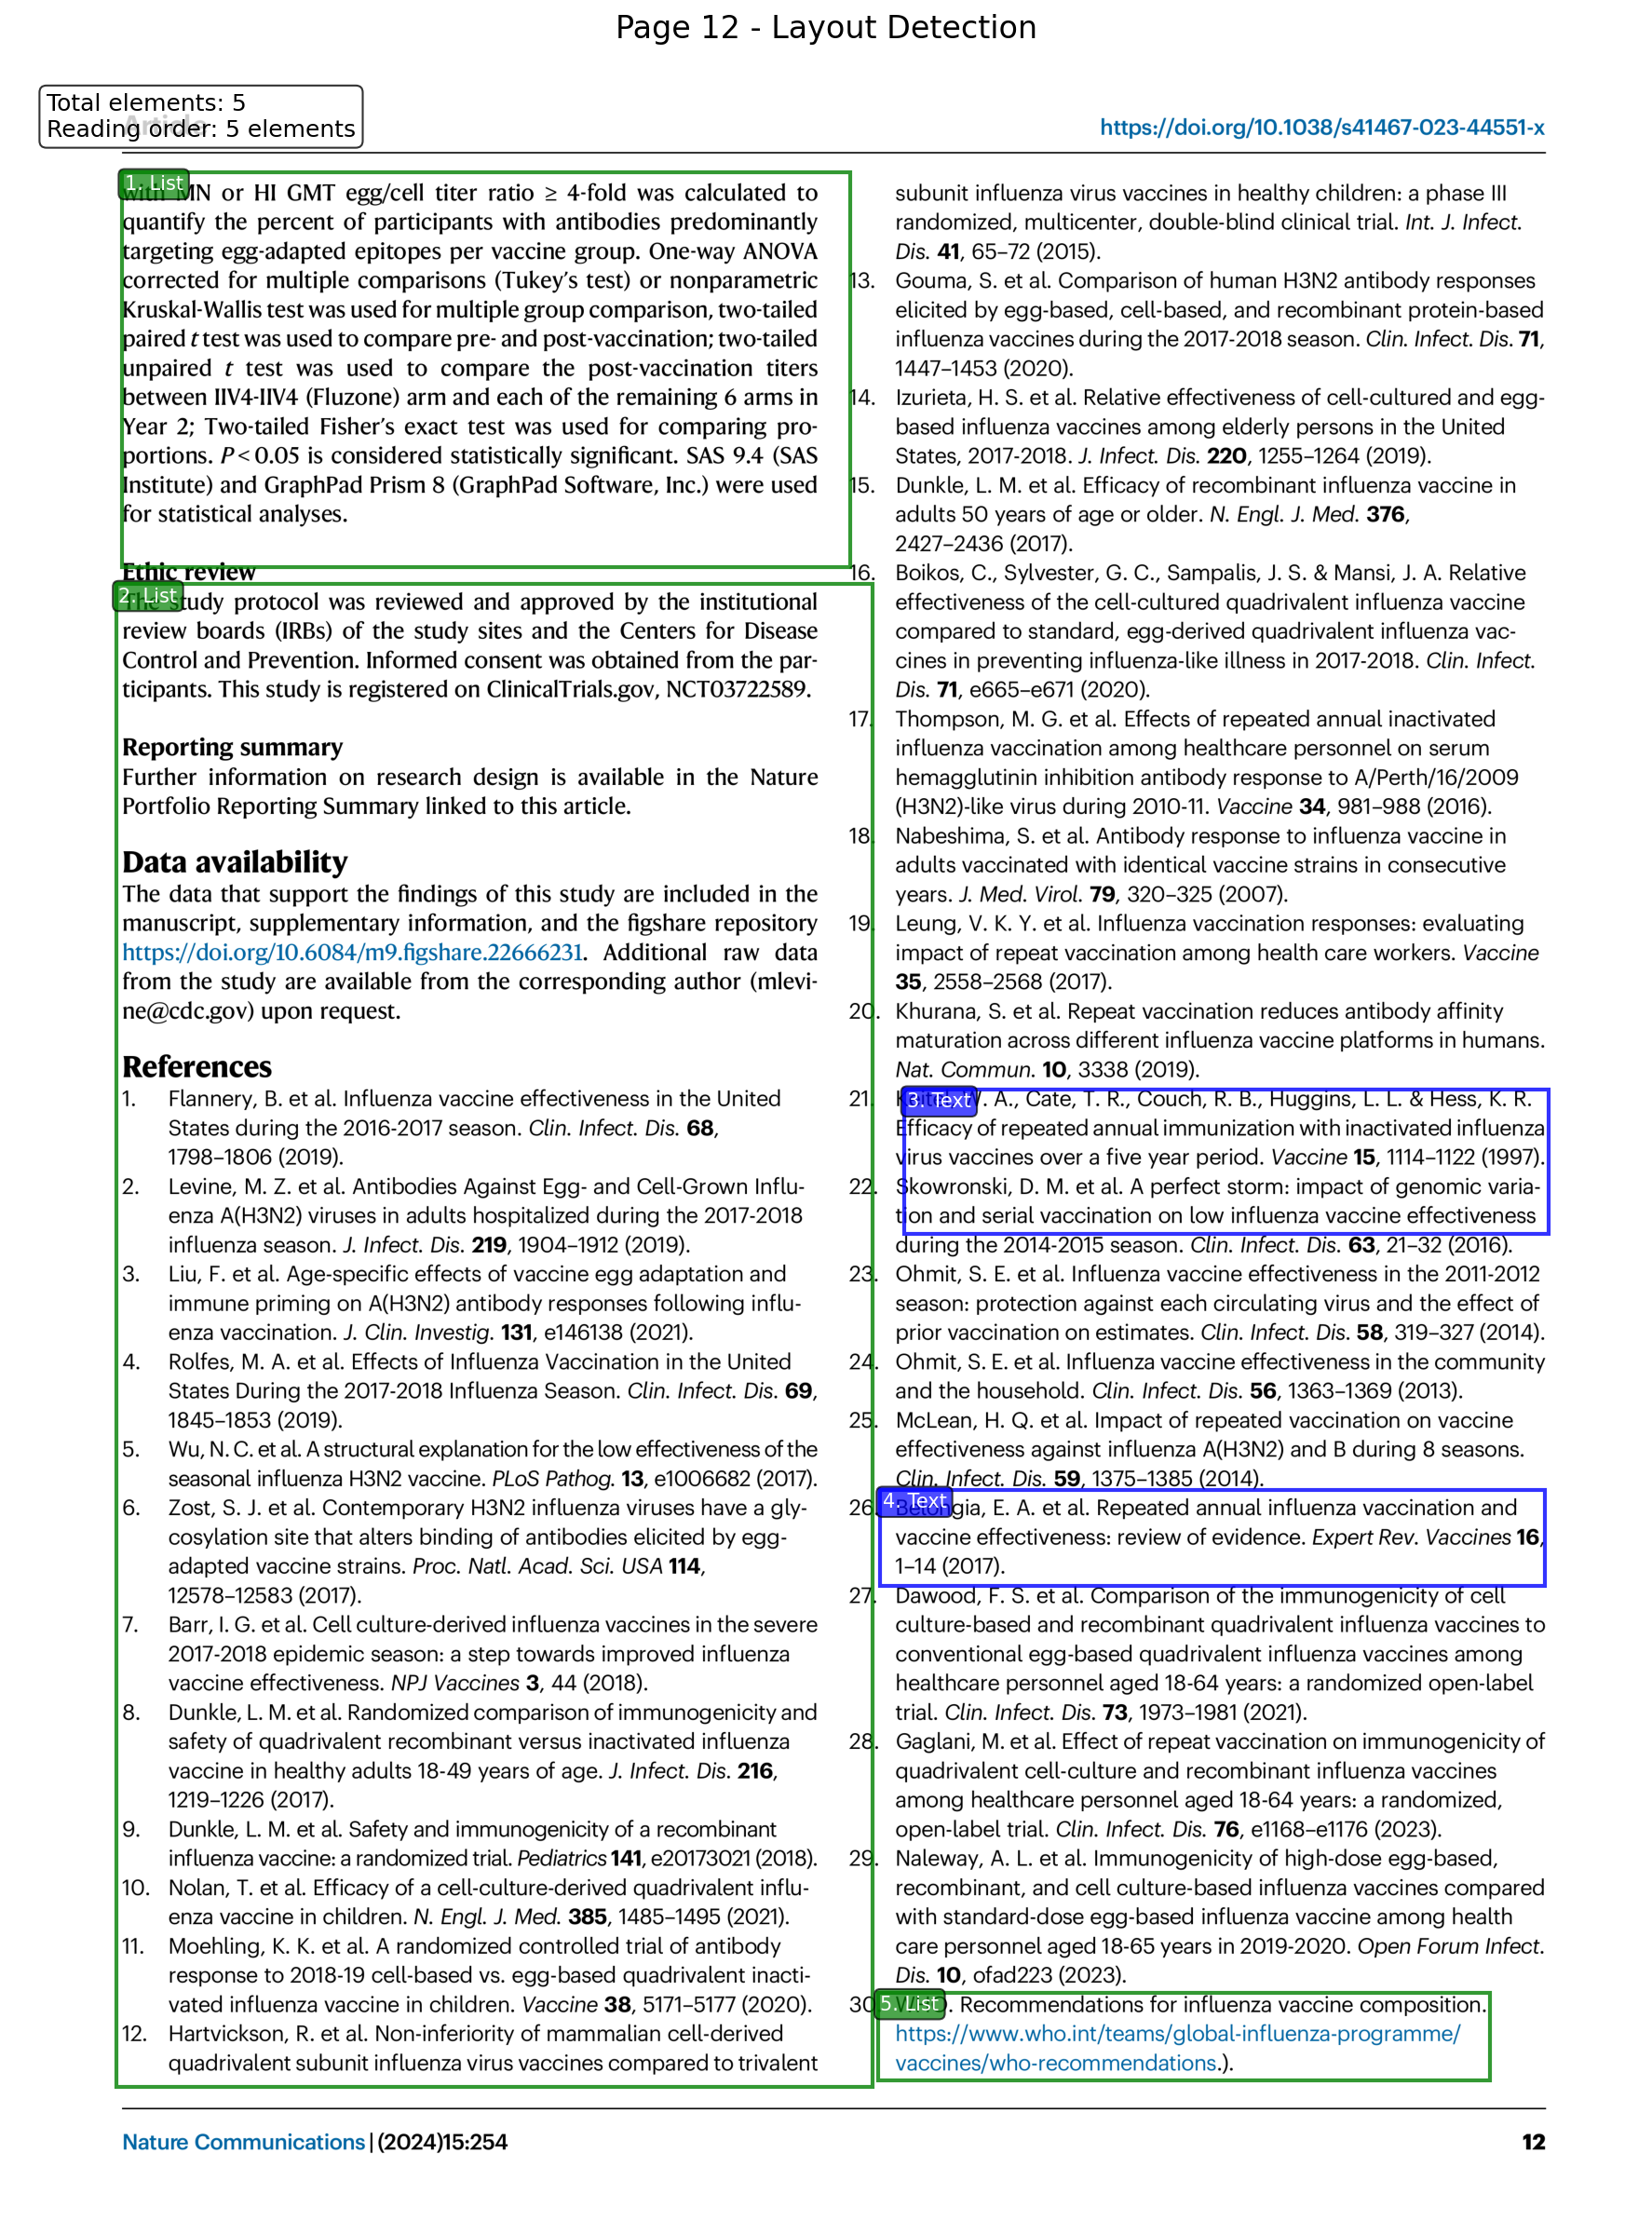 Page 12 - Layout Detection
Total elements: 5
Reading order: 5 elements
Article
https://doi.org/10.1038/s41467-023-44551-x
1. List
with MN or HI GMT egg/cell titer ratio ≥ 4-fold was calculated to
quantify the percent of participants with antibodies predominantly
targeting egg-adapted epitopes per vaccine group. One-way ANOVA
corrected for multiple comparisons (Tukey's test) or nonparametric
Kruskal-Wallis test was used for multiple group comparison, two-tailed
paired t test was used to compare pre- and post-vaccination; two-tailed
unpaired t test was used to compare the post-vaccination titers
between IIV4-IIV4 (Fluzone) arm and each of the remaining 6 arms in
Year 2; Two-tailed Fisher's exact test was used for comparing pro-
portions. P < 0.05 is considered statistically significant. SAS 9.4 (SAS
Institute) and GraphPad Prism 8 (GraphPad Software, Inc.) were used
for statistical analyses.
Ethic review
2. List
The study protocol was reviewed and approved by the institutional
review boards (IRBs) of the study sites and the Centers for Disease
Control and Prevention. Informed consent was obtained from the par-
ticipants. This study is registered on ClinicalTrials.gov, NCT03722589.
Reporting summary
Further information on research design is available in the Nature
Portfolio Reporting Summary linked to this article.
Data availability
The data that support the findings of this study are included in the
manuscript, supplementary information, and the figshare repository
https://doi.org/10.6084/m9.figshare.22666231. Additional raw data
from the study are available from the corresponding author (mlevi-
ne@cdc.gov) upon request.
References
1. Flannery, B. et al. Influenza vaccine effectiveness in the United
States during the 2016-2017 season. Clin. Infect. Dis. 68,
1798–1806 (2019).
2. Levine, M. Z. et al. Antibodies Against Egg- and Cell-Grown Influ-
enza A(H3N2) viruses in adults hospitalized during the 2017-2018
influenza season. J. Infect. Dis. 219, 1904–1912 (2019).
3. Liu, F. et al. Age-specific effects of vaccine egg adaptation and
immune priming on A(H3N2) antibody responses following influ-
enza vaccination. J. Clin. Investig. 131, e146138 (2021).
4. Rolfes, M. A. et al. Effects of Influenza Vaccination in the United
States During the 2017-2018 Influenza Season. Clin. Infect. Dis. 69,
1845–1853 (2019).
5. Wu, N. C. et al. A structural explanation for the low effectiveness of the
seasonal influenza H3N2 vaccine. PLoS Pathog. 13, e1006682 (2017).
6. Zost, S. J. et al. Contemporary H3N2 influenza viruses have a gly-
cosylation site that alters binding of antibodies elicited by egg-
adapted vaccine strains. Proc. Natl. Acad. Sci. USA 114,
12578–12583 (2017).
7. Barr, I. G. et al. Cell culture-derived influenza vaccines in the severe
2017-2018 epidemic season: a step towards improved influenza
vaccine effectiveness. NPJ Vaccines 3, 44 (2018).
8. Dunkle, L. M. et al. Randomized comparison of immunogenicity and
safety of quadrivalent recombinant versus inactivated influenza
vaccine in healthy adults 18-49 years of age. J. Infect. Dis. 216,
1219–1226 (2017).
9. Dunkle, L. M. et al. Safety and immunogenicity of a recombinant
influenza vaccine: a randomized trial. Pediatrics 141, e20173021 (2018).
10. Nolan, T. et al. Efficacy of a cell-culture-derived quadrivalent influ-
enza vaccine in children. N. Engl. J. Med. 385, 1485–1495 (2021).
11. Moehling, K. K. et al. A randomized controlled trial of antibody
response to 2018-19 cell-based vs. egg-based quadrivalent inacti-
vated influenza vaccine in children. Vaccine 38, 5171–5177 (2020).
12. Hartvickson, R. et al. Non-inferiority of mammalian cell-derived
quadrivalent subunit influenza virus vaccines compared to trivalent
subunit influenza virus vaccines in healthy children: a phase III
randomized, multicenter, double-blind clinical trial. Int. J. Infect.
Dis. 41, 65–72 (2015).
13. Gouma, S. et al. Comparison of human H3N2 antibody responses
elicited by egg-based, cell-based, and recombinant protein-based
influenza vaccines during the 2017-2018 season. Clin. Infect. Dis. 71,
1447–1453 (2020).
14. Izurieta, H. S. et al. Relative effectiveness of cell-cultured and egg-
based influenza vaccines among elderly persons in the United
States, 2017-2018. J. Infect. Dis. 220, 1255–1264 (2019).
15. Dunkle, L. M. et al. Efficacy of recombinant influenza vaccine in
adults 50 years of age or older. N. Engl. J. Med. 376,
2427–2436 (2017).
16. Boikos, C., Sylvester, G. C., Sampalis, J. S. & Mansi, J. A. Relative
effectiveness of the cell-cultured quadrivalent influenza vaccine
compared to standard, egg-derived quadrivalent influenza vac-
cines in preventing influenza-like illness in 2017-2018. Clin. Infect.
Dis. 71, e665–e671 (2020).
17. Thompson, M. G. et al. Effects of repeated annual inactivated
influenza vaccination among healthcare personnel on serum
hemagglutinin inhibition antibody response to A/Perth/16/2009
(H3N2)-like virus during 2010-11. Vaccine 34, 981–988 (2016).
18. Nabeshima, S. et al. Antibody response to influenza vaccine in
adults vaccinated with identical vaccine strains in consecutive
years. J. Med. Virol. 79, 320–325 (2007).
19. Leung, V. K. Y. et al. Influenza vaccination responses: evaluating
impact of repeat vaccination among health care workers. Vaccine
35, 2558–2568 (2017).
20. Khurana, S. et al. Repeat vaccination reduces antibody affinity
maturation across different influenza vaccine platforms in humans.
Nat. Commun. 10, 3338 (2019).
3. Text
21. W. A., Cate, T. R., Couch, R. B., Huggins, L. L. & Hess, K. R.
Efficacy of repeated annual immunization with inactivated influenza
virus vaccines over a five year period. Vaccine 15, 1114–1122 (1997).
22. Skowronski, D. M. et al. A perfect storm: impact of genomic varia-
tion and serial vaccination on low influenza vaccine effectiveness
during the 2014-2015 season. Clin. Infect. Dis. 63, 21–32 (2016).
23. Ohmit, S. E. et al. Influenza vaccine effectiveness in the 2011-2012
season: protection against each circulating virus and the effect of
prior vaccination on estimates. Clin. Infect. Dis. 58, 319–327 (2014).
24. Ohmit, S. E. et al. Influenza vaccine effectiveness in the community
and the household. Clin. Infect. Dis. 56, 1363–1369 (2013).
25. McLean, H. Q. et al. Impact of repeated vaccination on vaccine
effectiveness against influenza A(H3N2) and B during 8 seasons.
Clin. Infect. Dis. 59, 1375–1385 (2014).
4. Text
26. Belongia, E. A. et al. Repeated annual influenza vaccination and
vaccine effectiveness: review of evidence. Expert Rev. Vaccines 16,
1–14 (2017).
27. Dawood, F. S. et al. Comparison of the immunogenicity of cell
culture-based and recombinant quadrivalent influenza vaccines to
conventional egg-based quadrivalent influenza vaccines among
healthcare personnel aged 18-64 years: a randomized open-label
trial. Clin. Infect. Dis. 73, 1973–1981 (2021).
28. Gaglani, M. et al. Effect of repeat vaccination on immunogenicity of
quadrivalent cell-culture and recombinant influenza vaccines
among healthcare personnel aged 18-64 years: a randomized,
open-label trial. Clin. Infect. Dis. 76, e1168–e1176 (2023).
29. Naleway, A. L. et al. Immunogenicity of high-dose egg-based,
recombinant, and cell culture-based influenza vaccines compared
with standard-dose egg-based influenza vaccine among health
care personnel aged 18-65 years in 2019-2020. Open Forum Infect.
Dis. 10, ofad223 (2023).
5. List
30. WHO. Recommendations for influenza vaccine composition.
https://www.who.int/teams/global-influenza-programme/
vaccines/who-recommendations.).
Nature Communications | (2024)15:254
12